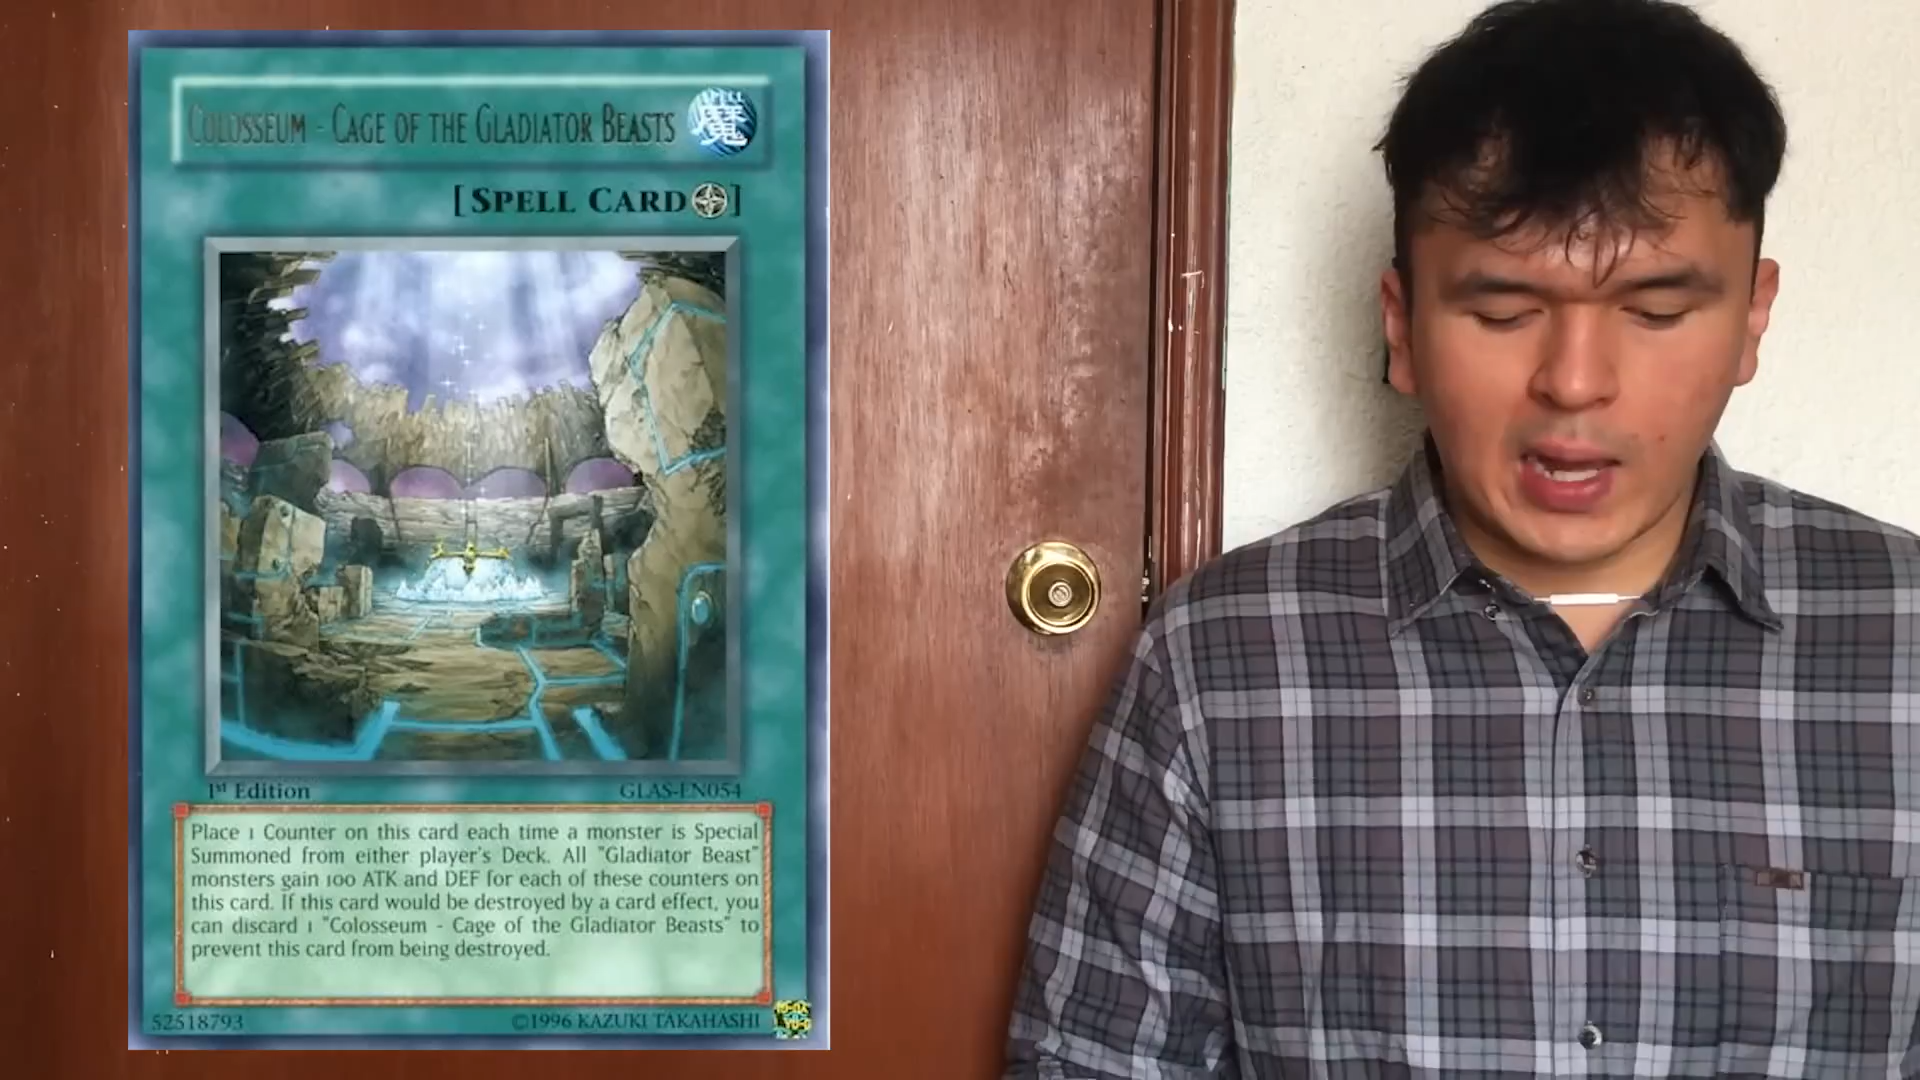 COLOSSEUM - CAGE OF THE GLADIATOR BEASTS
SPELL
魔
[SPELL CARD]
1st Edition
GLAS-EN054
Place 1 Counter on this card each time a monster is Special
Summoned from either player's Deck. All "Gladiator Beast"
monsters gain 100 ATK and DEF for each of these counters on
this card. If this card would be destroyed by a card effect, you
can discard 1 "Colosseum - Cage of the Gladiator Beasts" to
prevent this card from being destroyed.
52518793
©1996 KAZUKI TAKAHASHI